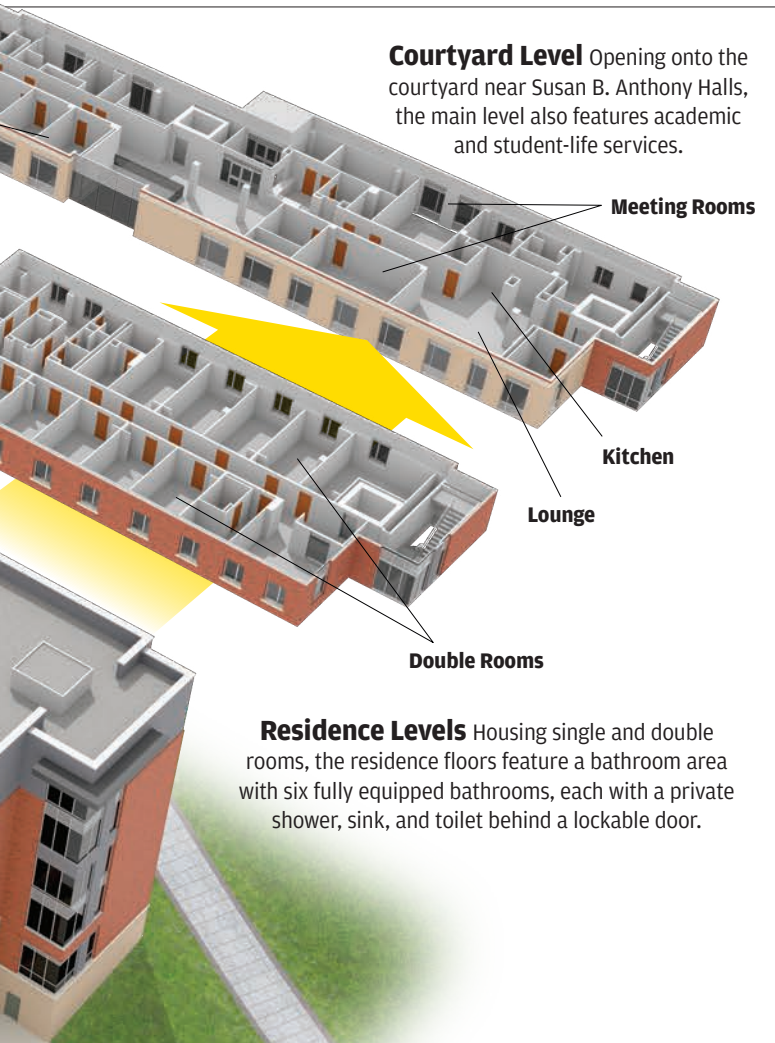 Courtyard Level Opening onto the
courtyard near Susan B. Anthony Halls,
the main level also features academic
and student-life services.
Meeting Rooms
Kitchen
Lounge
Double Rooms
Residence Levels Housing single and double
rooms, the residence floors feature a bathroom area
with six fully equipped bathrooms, each with a private
shower, sink, and toilet behind a lockable door.